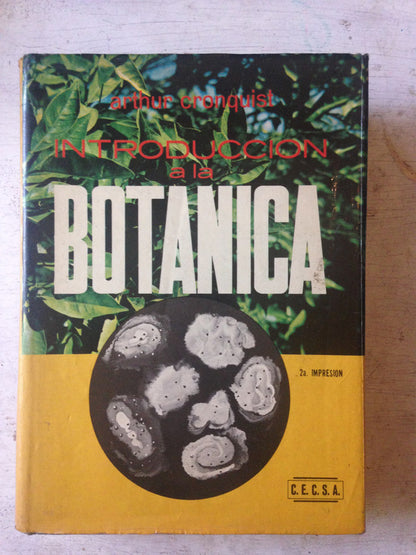 arthur cronquist
INTRODUCCION
a la
BOTANICA
2a. IMPRESION
C.E.C.S.A.